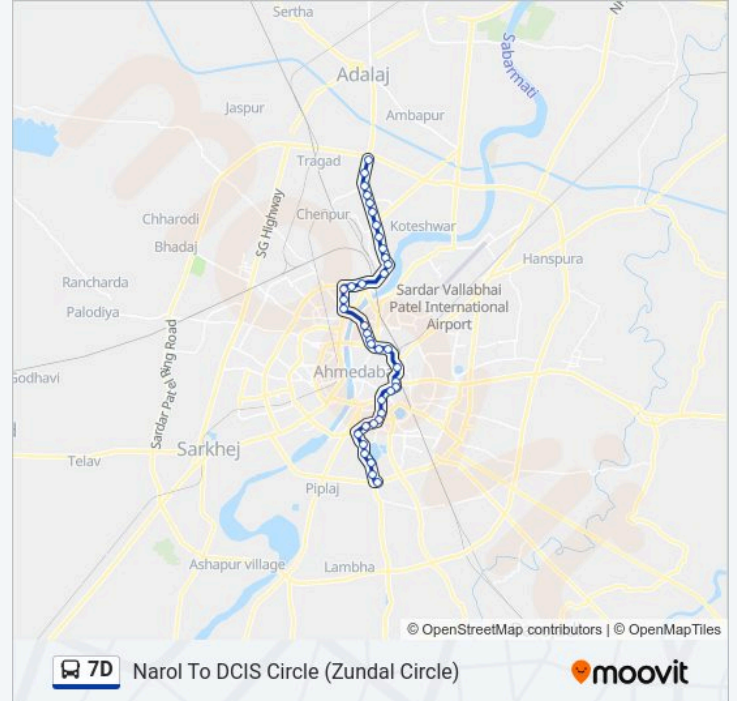 Sertha
NH
Sabarmati
Adalaj
Jaspur
Ambapur
Tragad
Chenpur
Chharodi
SG Highway
Koteshwar
Bhadaj
Hanspura
Rancharda
Sardar Vallabhai
Patel International
Airport
Palodiya
Sardar Patel Ring Road
Godhavi
Ahmedaba
Sarkhej
Telav
Piplaj
Ashapur village
Lambha
© OpenStreetMap contributors | © OpenMapTiles
7D Narol To DCIS Circle (Zundal Circle)
moovit